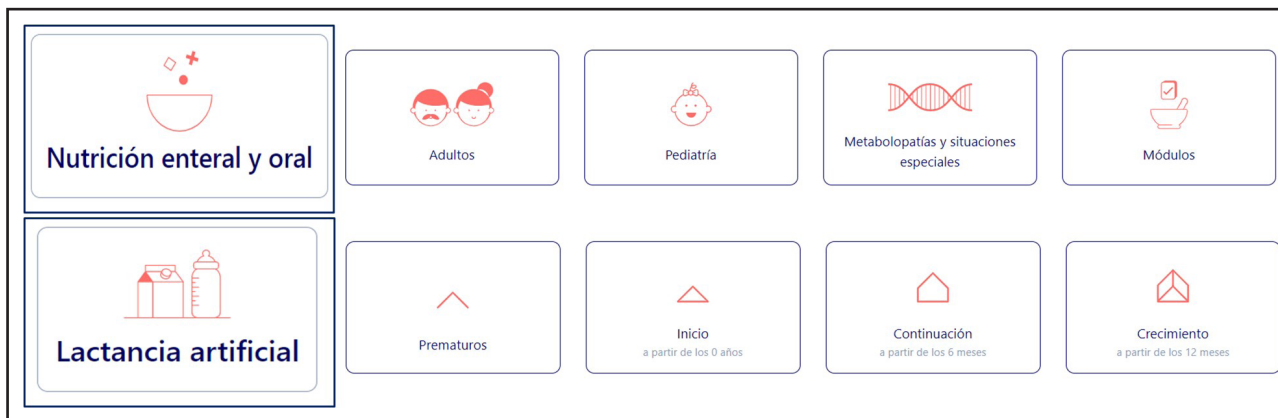 Nutrición enteral y oral
Adultos
Pediatría
Metabolopatías y situaciones
especiales
Módulos
Lactancia artificial
Prematuros
Inicio
a partir de los 0 años
Continuación
a partir de los 6 meses
Crecimiento
a partir de los 12 meses